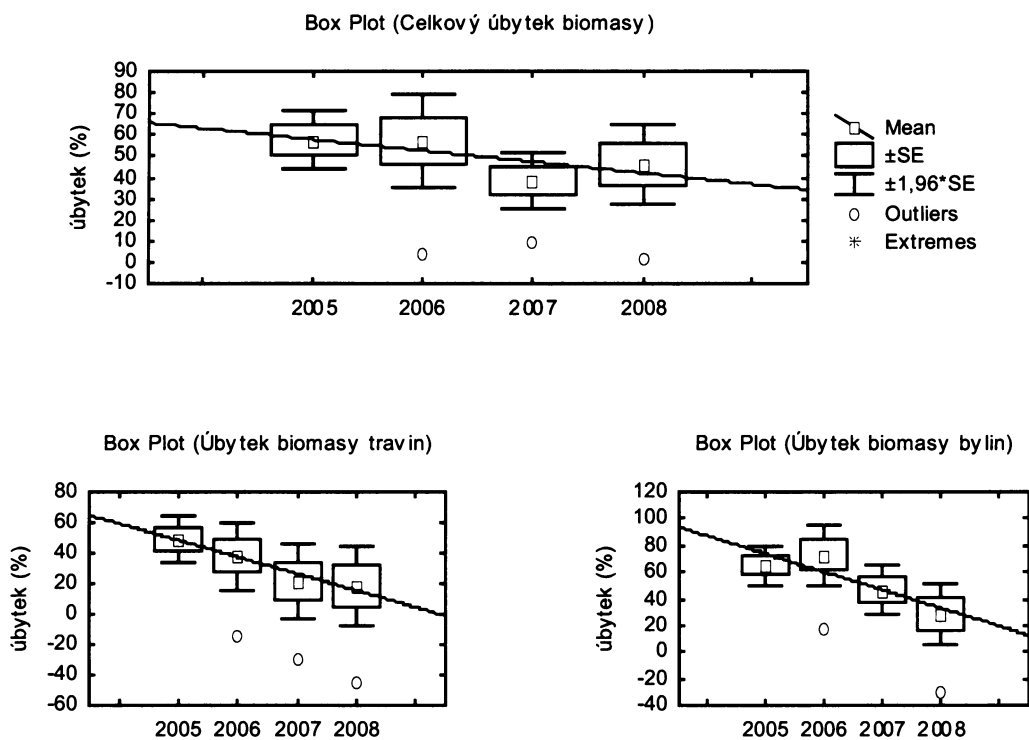 Box Plot (Celkový úbytek biomasy)
úbytek (%)
90
80
70
60
50
40
30
20
10
0
-10
2005 2006 2007 2008
Mean
±SE
±1,96*SE
Outliers
Extremes
Box Plot (Úbytek biomasy travin)
úbytek (%)
80
60
40
20
0
-20
-40
-60
2005 2006 2007 2008
Box Plot (Úbytek biomasy bylin)
úbytek (%)
120
100
80
60
40
20
0
-20
-40
2005 2006 2007 2008